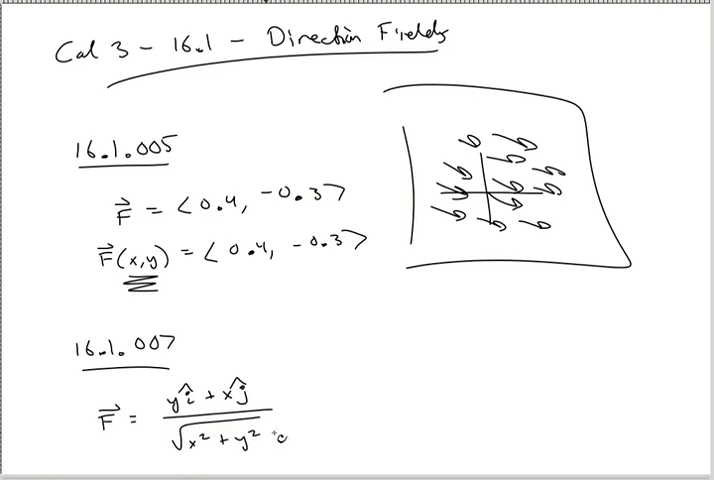 Cal 3 - 16.1 - Direction Fields
16.1.005
F⃗ = <0.4, -0.3>
F⃗(x,y) = <0.4, -0.3>
16.1.007
F⃗ = (yî + xĵ) / √(x² + y²)